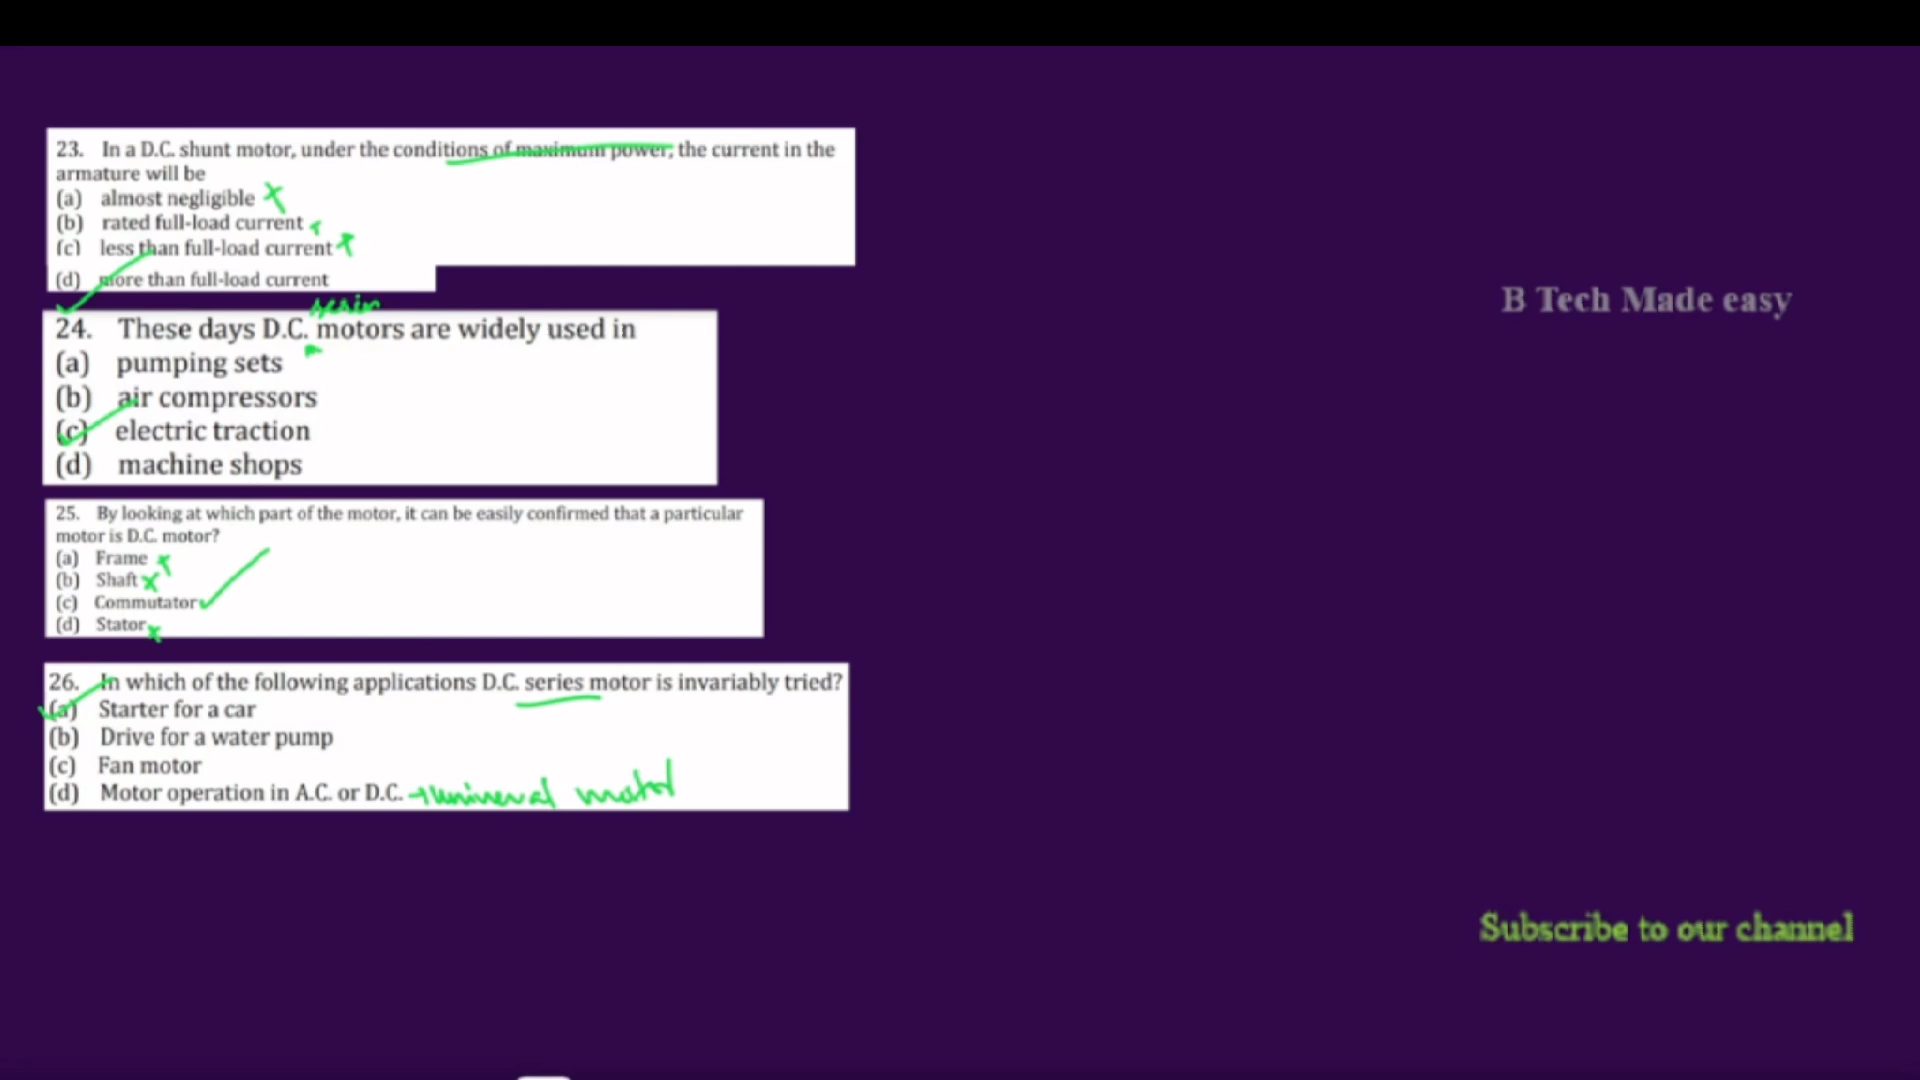 23. In a D.C. shunt motor, under the conditions of maximum power, the current in the
armature will be
(a) almost negligible
(b) rated full-load current
(c) less than full-load current
(d) more than full-load current
24. These days D.C. motors are widely used in
(a) pumping sets
(b) air compressors
(c) electric traction
(d) machine shops
25. By looking at which part of the motor, it can be easily confirmed that a particular
motor is D.C. motor?
(a) Frame
(b) Shaft
(c) Commutator
(d) Stator
26. In which of the following applications D.C. series motor is invariably tried?
(a) Starter for a car
(b) Drive for a water pump
(c) Fan motor
(d) Motor operation in A.C. or D.C.
B Tech Made easy
Subscribe to our channel